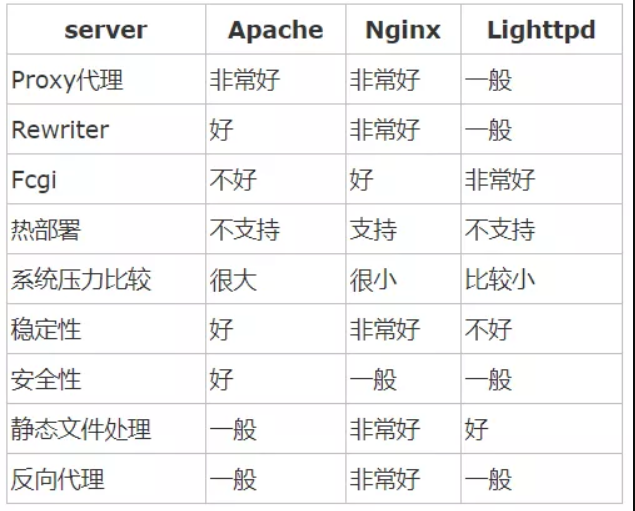 server Apache Nginx Lighttpd
Proxy代理 非常好 非常好 一般
Rewriter 好 非常好 一般
Fcgi 不好 好 非常好
热部署 不支持 支持 不支持
系统压力比较 很大 很小 比较小
稳定性 好 非常好 不好
安全性 好 一般 一般
静态文件处理 一般 非常好 好
反向代理 一般 非常好 一般